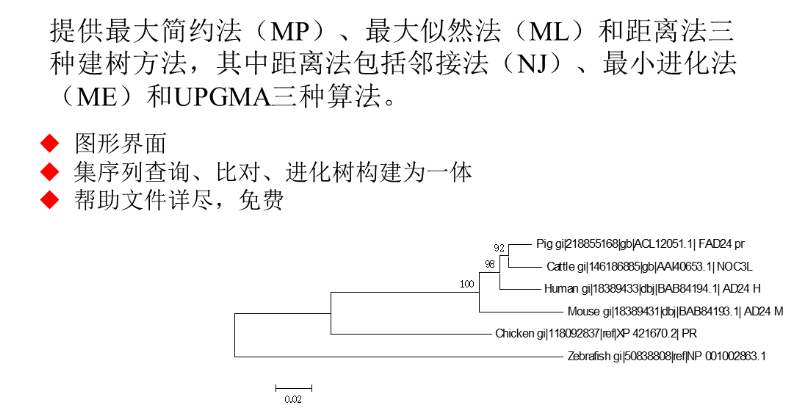 提供最大简约法（MP）、最大似然法（ML）和距离法三
种建树方法，其中距离法包括邻接法（NJ）、最小进化法
（ME）和UPGMA三种算法。
图形界面
集序列查询、比对、进化树构建为一体
帮助文件详尽，免费
Pig gi|218855168|gb|ACL12051.1| FAD24 pr
92
Cattle gi|146186885|gb|AAI40653.1| NOC3L
98
Human gi|18389433|dbj|BAB84194.1| AD24 H
100
Mouse gi|18389431|dbj|BAB84193.1| AD24 M
Chicken gi|118092837|ref|XP 421670.2| PR
Zebrafish gi|50838808|ref|NP 001002863.1
0.02